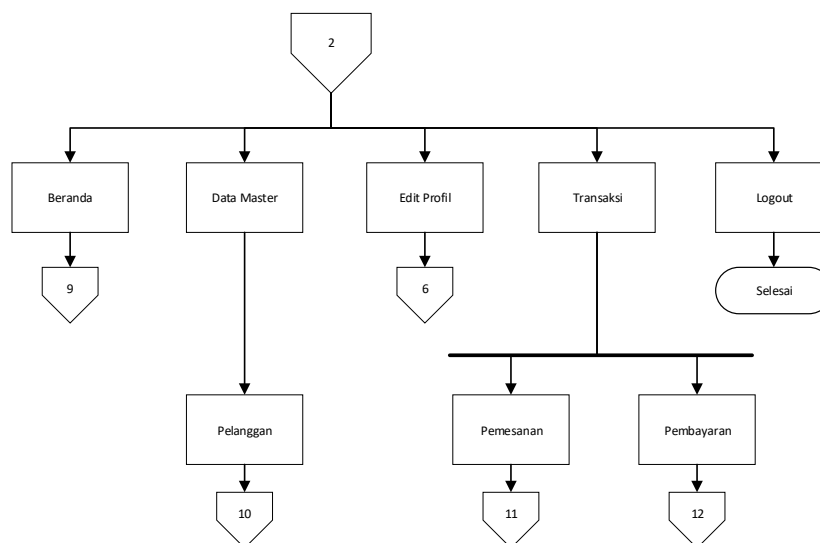 2
Beranda
Data Master
Edit Profil
Transaksi
Logout
9
6
Selesai
Pelanggan
Pemesanan
Pembayaran
10
11
12